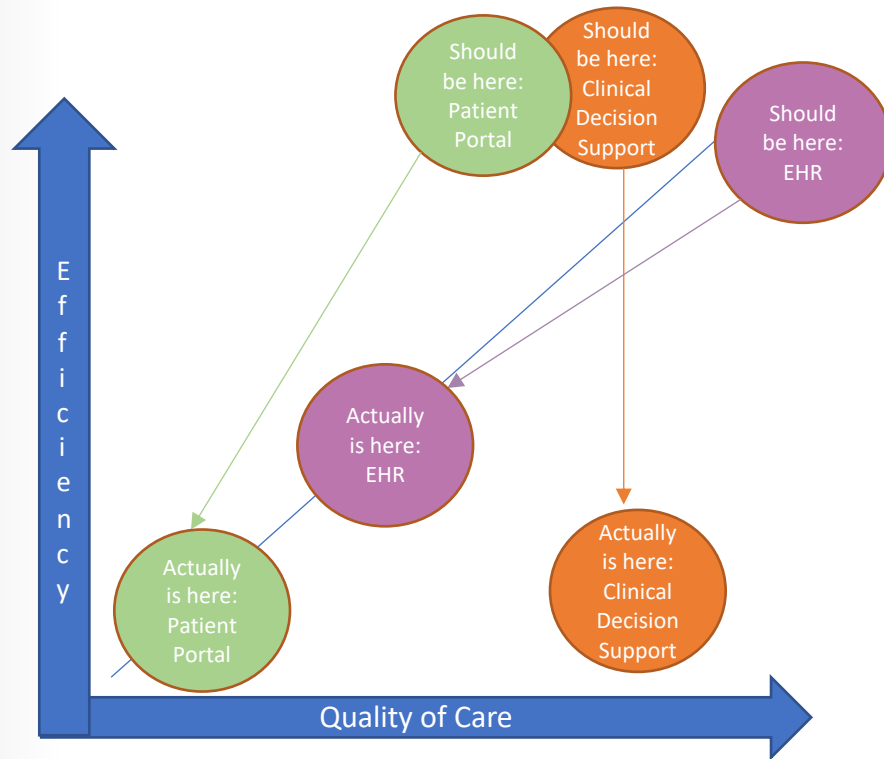 Should
be here:
Patient
Portal
Should
be here:
Clinical
Decision
Support
Should
be here:
EHR
E
f
f
i
c
i
e
n
c
y
Actually
is here:
EHR
Actually
is here:
Patient
Portal
Actually
is here:
Clinical
Decision
Support
Quality of Care